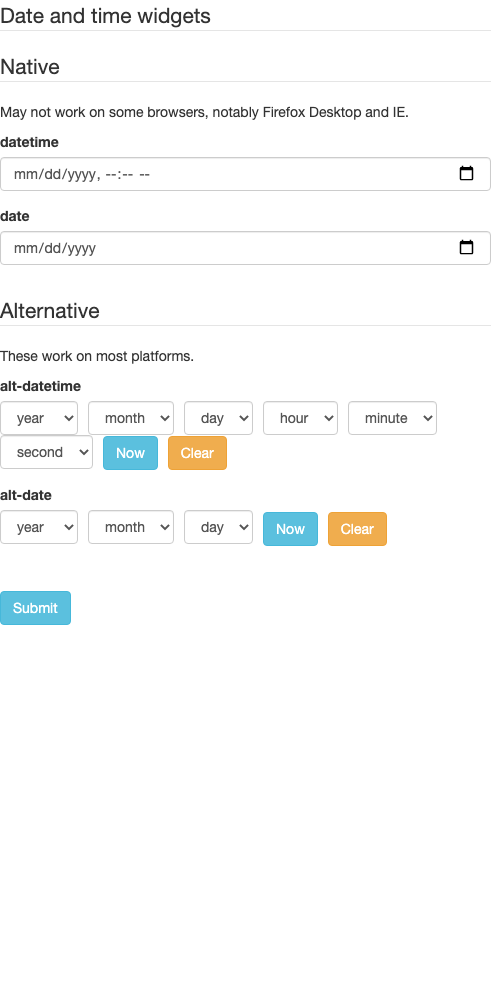 Date and time widgets
Native
May not work on some browsers, notably Firefox Desktop and IE.
datetime
mm/dd/yyyy, --:-- --
date
mm/dd/yyyy
Alternative
These work on most platforms.
alt-datetime
year month day hour minute
second Now Clear
alt-date
year month day Now Clear
Submit